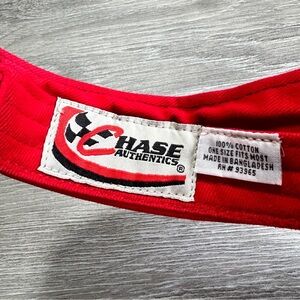 CHASE
AUTHENTICS®
100% COTTON
ONE SIZE FITS MOST
MADE IN BANGLADESH
RN # 93365